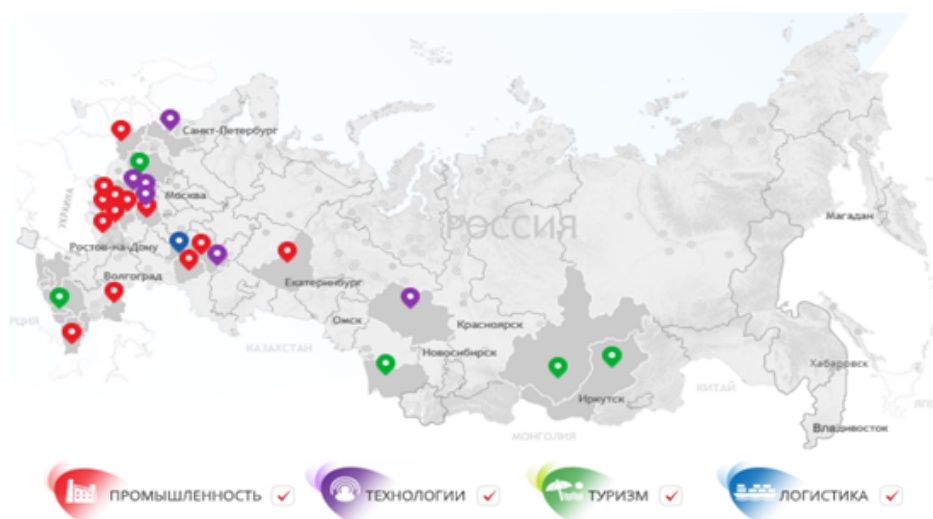 Санкт-Петербург
Москва
УКРАИНА
РОССИЯ
Магадан
Ростов-на-Дону
Волгоград
Екатеринбург
Омск
Красноярск
КАЗАХСТАН
Новосибирск
Хабаровск
КИТАЙ
Иркутск
Владивосток
МОНГОЛИЯ
ПРОМЫШЛЕННОСТЬ
ТЕХНОЛОГИИ
ТУРИЗМ
ЛОГИСТИКА